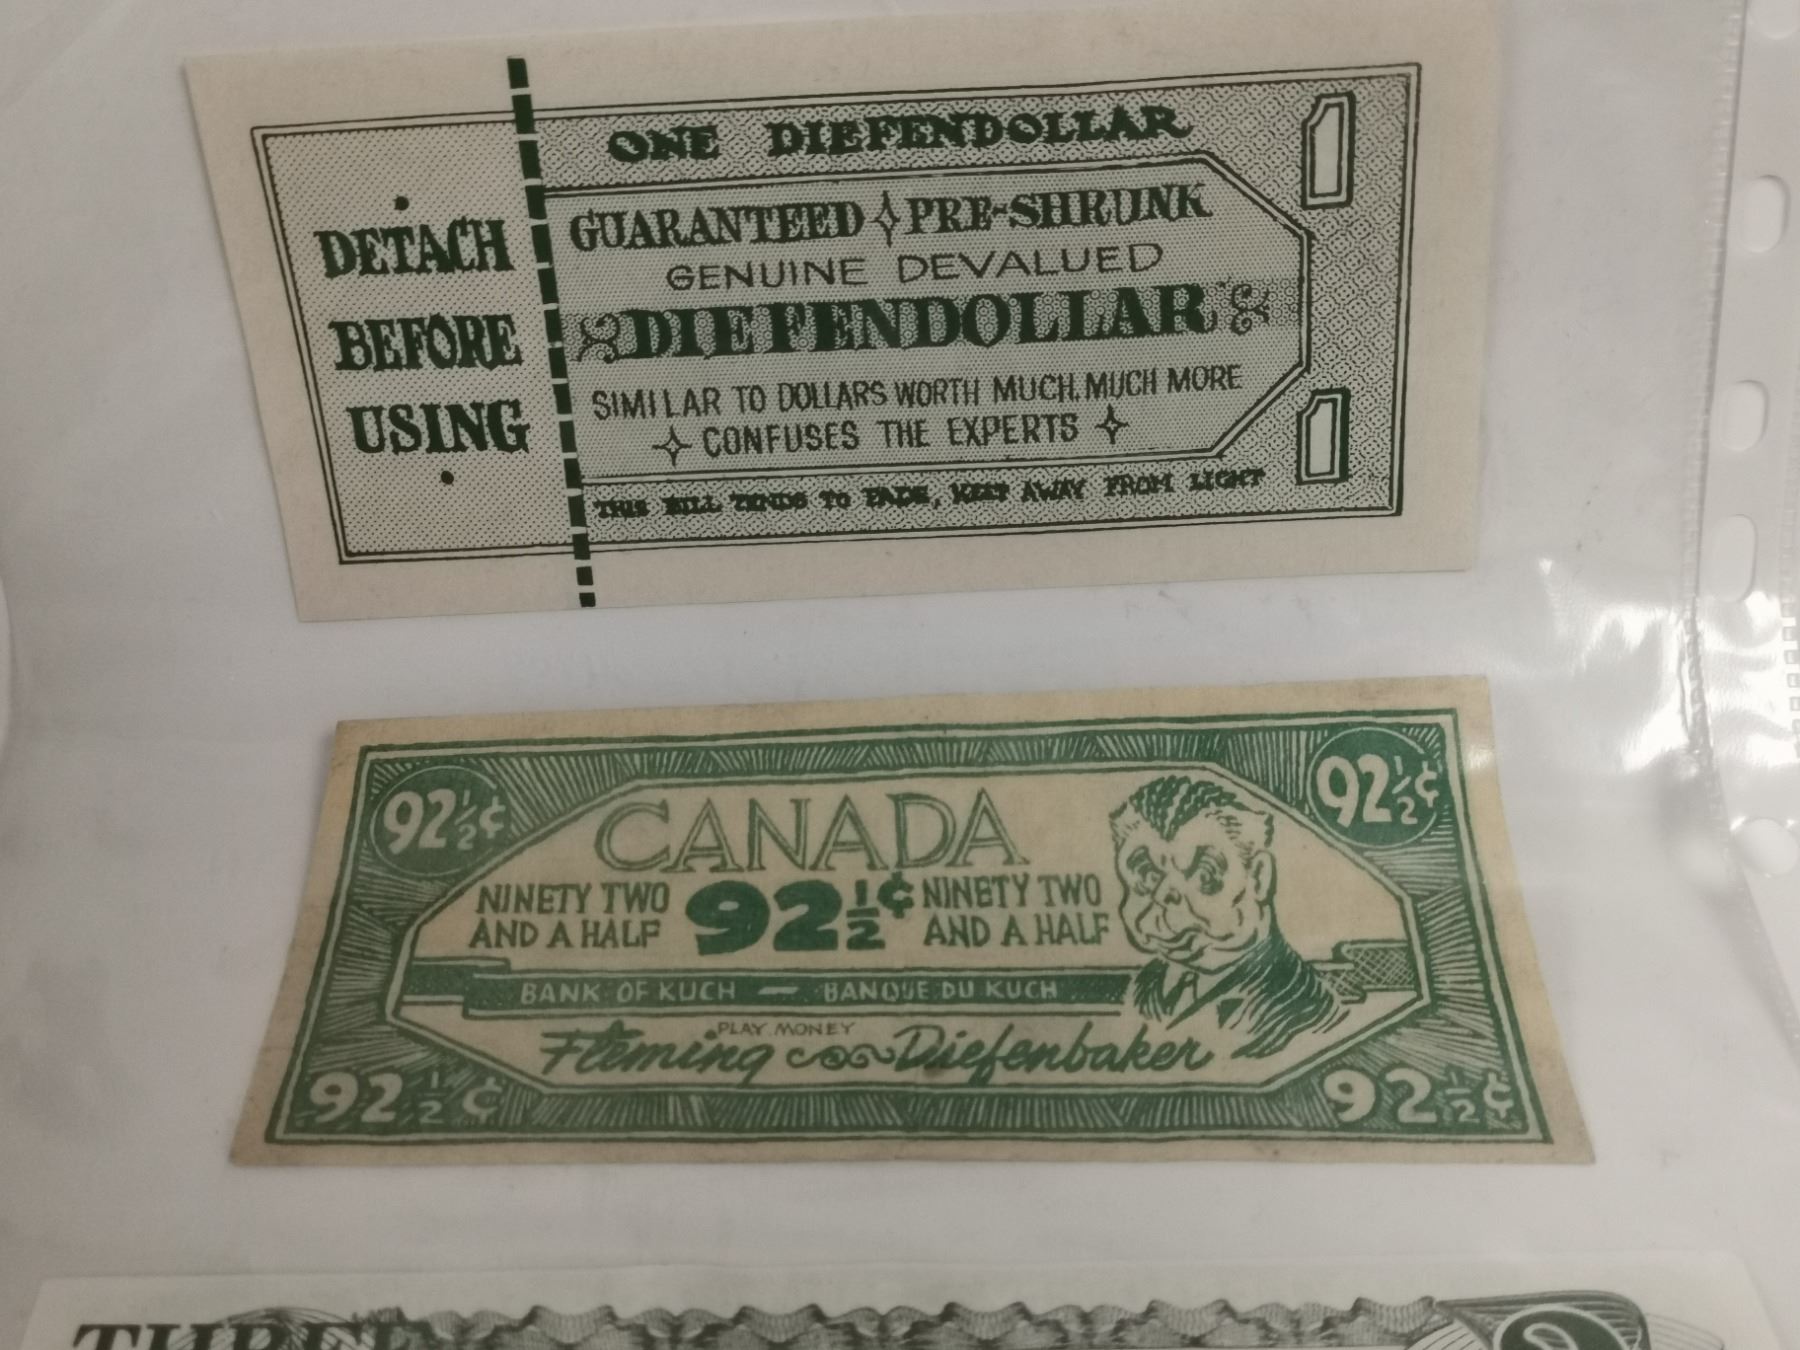 ONE DIEFENDOLLAR
1
DETACH
BEFORE
USING
GUARANTEED PRE-SHRUNK
GENUINE DEVALUED
DIEFENDOLLAR
SIMILAR TO DOLLARS WORTH MUCH, MUCH MORE
CONFUSES THE EXPERTS
1
THIS BILL TENDS TO FADE, KEEP AWAY FROM LIGHT
92½¢
92½¢
CANADA
NINETY TWO
AND A HALF
92½¢
NINETY TWO
AND A HALF
BANK OF KUCH — BANQUE DU KUCH
PLAY MONEY
Fleming Diefenbaker
92½¢
92½¢
THREE